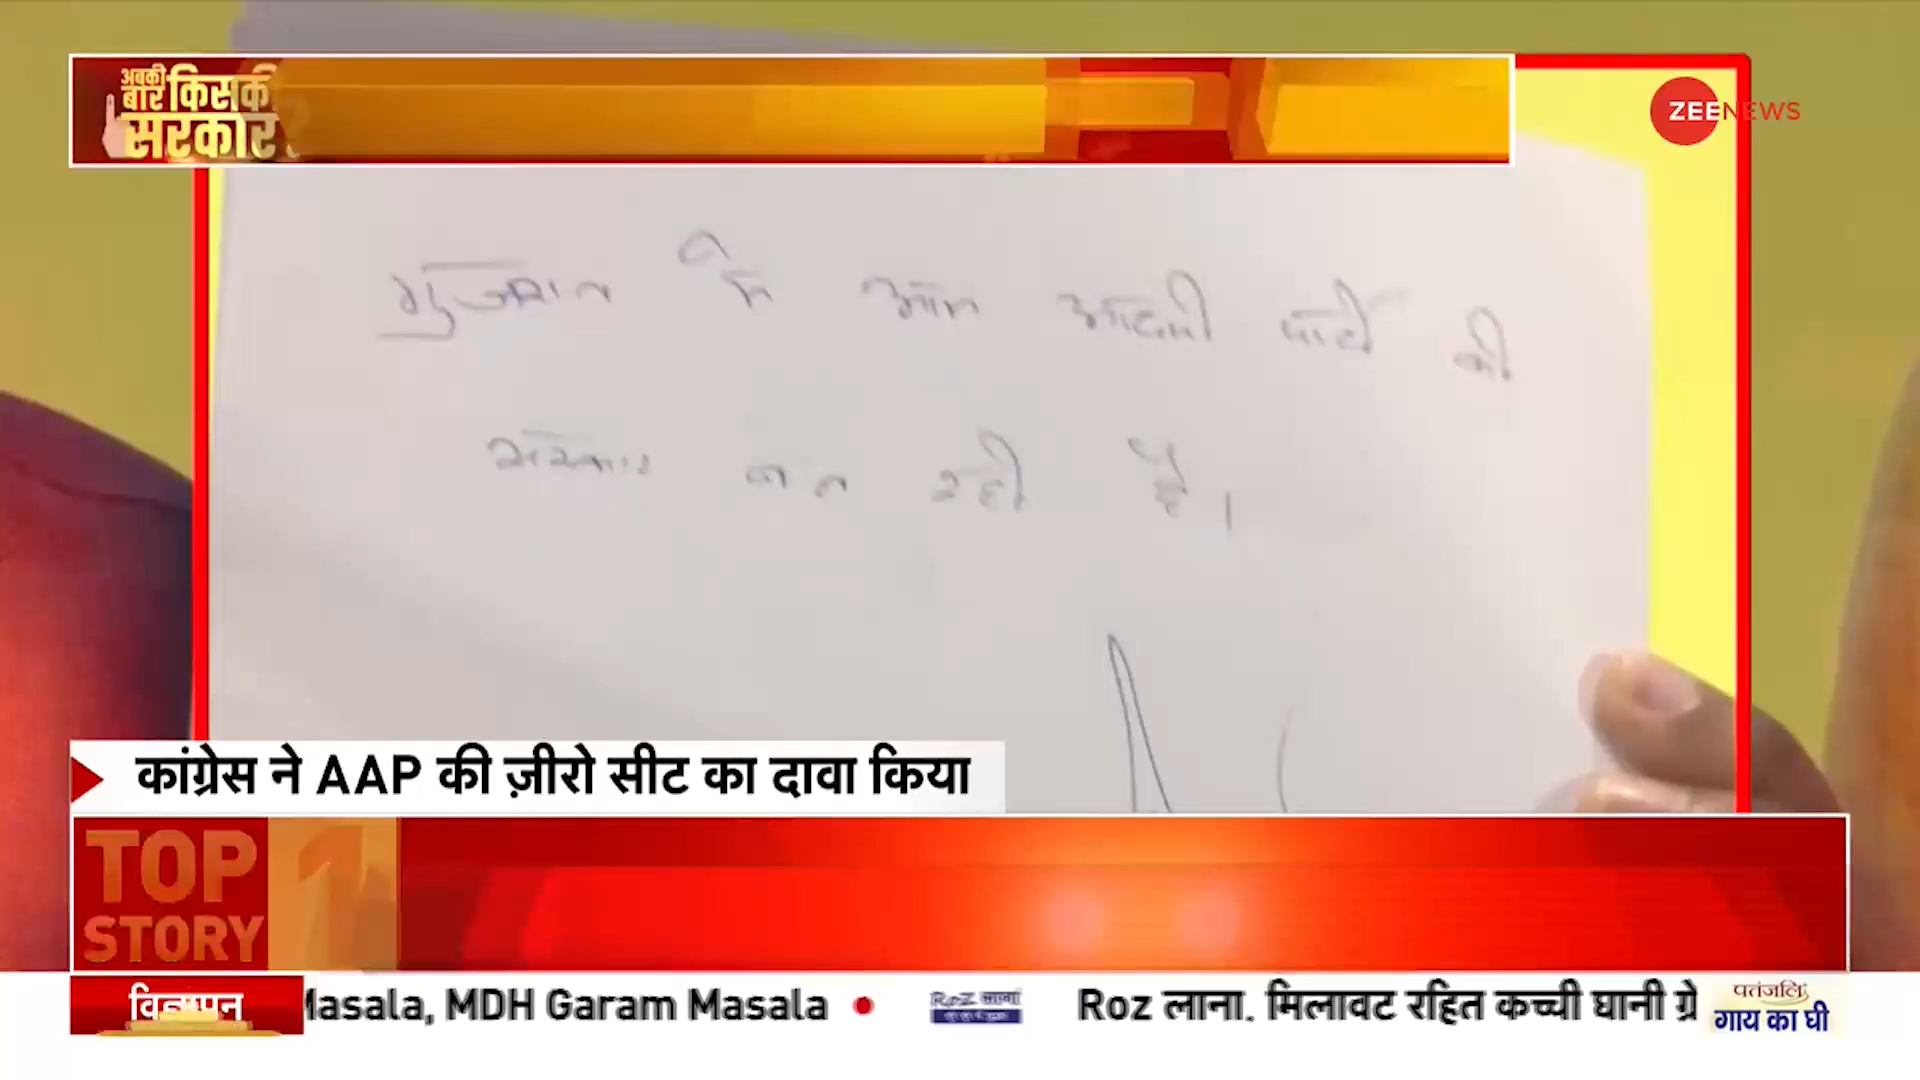 अबकी बार किसकी सरकार?
ZEE NEWS
गुजरात में आम आदमी पार्टी की
सरकार बन रही है।
कांग्रेस ने AAP की ज़ीरो सीट का दावा किया
TOP STORY 1
विज्ञापन
Masala, MDH Garam Masala • Roz लाना. मिलावट रहित कच्ची घानी ग्रे
पतंजलि
गाय का घी